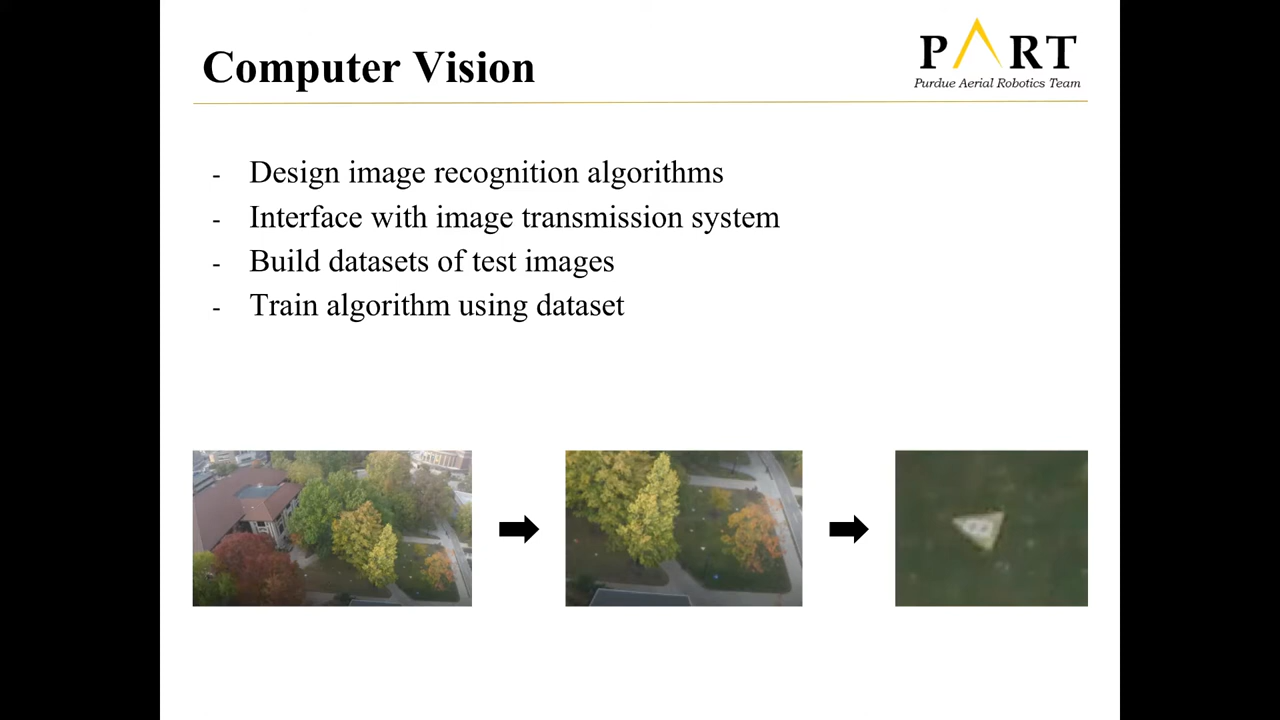 Computer Vision
PART
Purdue Aerial Robotics Team
- Design image recognition algorithms
- Interface with image transmission system
- Build datasets of test images
- Train algorithm using dataset